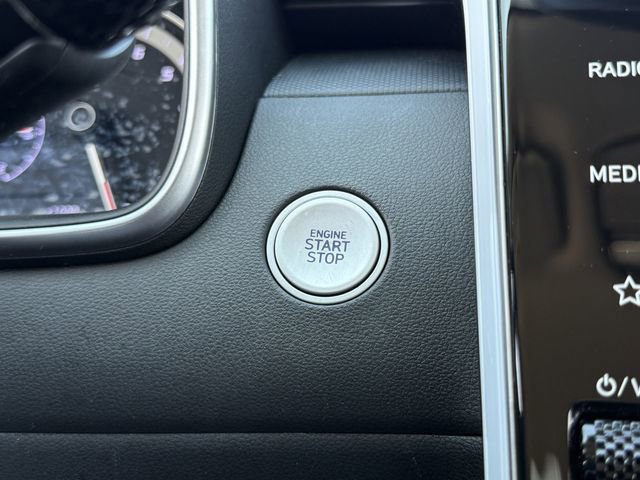 ENGINE
START
STOP
RADIO
MEDI
⏻/V